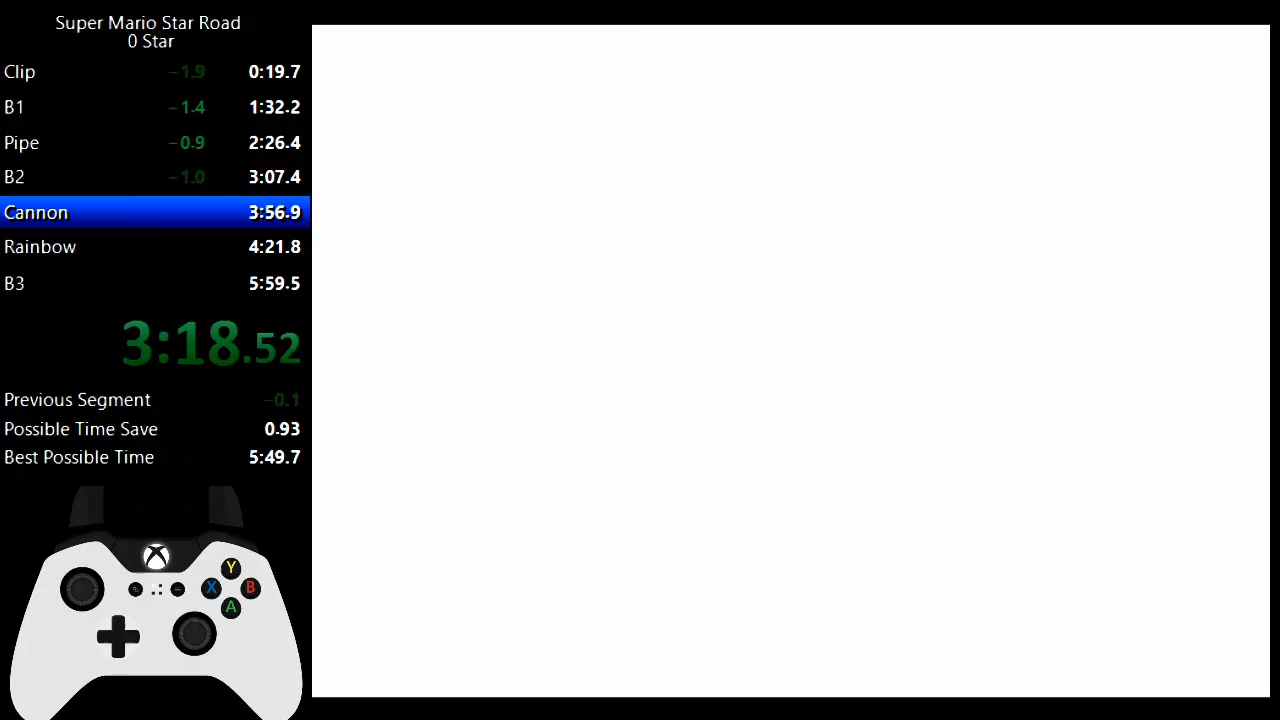 Super Mario Star Road
0 Star
Clip −1.9 0:19.7
B1 −1.4 1:32.2
Pipe −0.9 2:26.4
B2 −1.0 3:07.4
Cannon 3:56.9
Rainbow 4:21.8
B3 5:59.5
3:18.52
Previous Segment −0.1
Possible Time Save 0.93
Best Possible Time 5:49.7
Y
X B
A